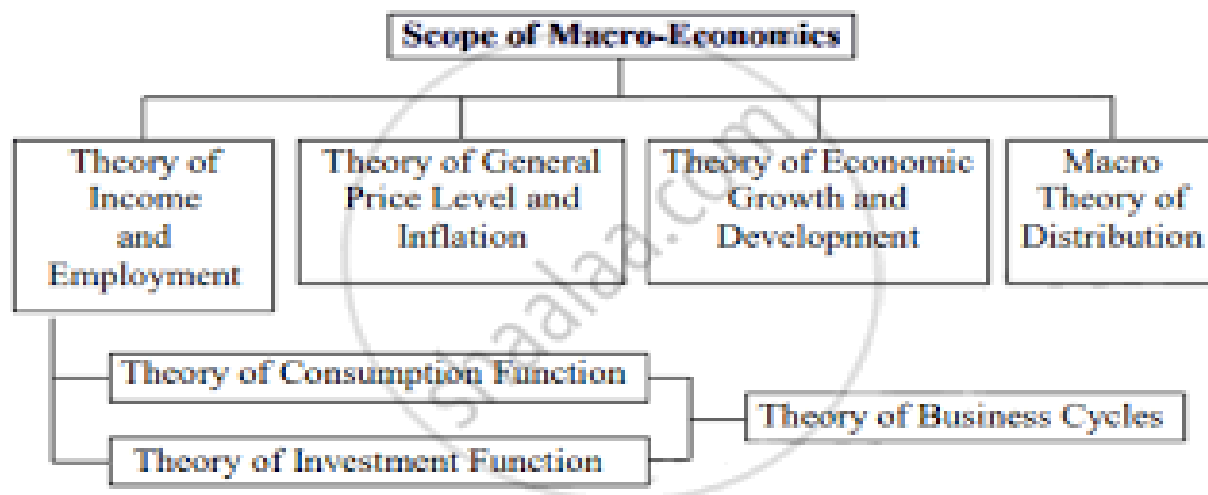 Scope of Macro-Economics
Theory of
Income
and
Employment
Theory of General
Price Level and
Inflation
Theory of Economic
Growth and
Development
Macro
Theory of
Distribution
Theory of Consumption Function
Theory of Investment Function
Theory of Business Cycles
shaalaa.com